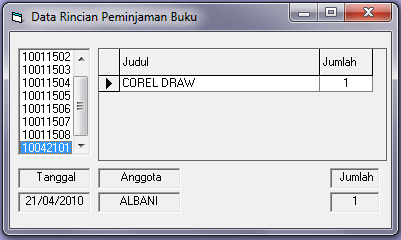 Data Rincian Peminjaman Buku
10011502
10011503
10011504
10011505
10011506
10011507
10011508
10042101
Judul Jumlah
COREL DRAW 1
Tanggal Anggota Jumlah
21/04/2010 ALBANI 1